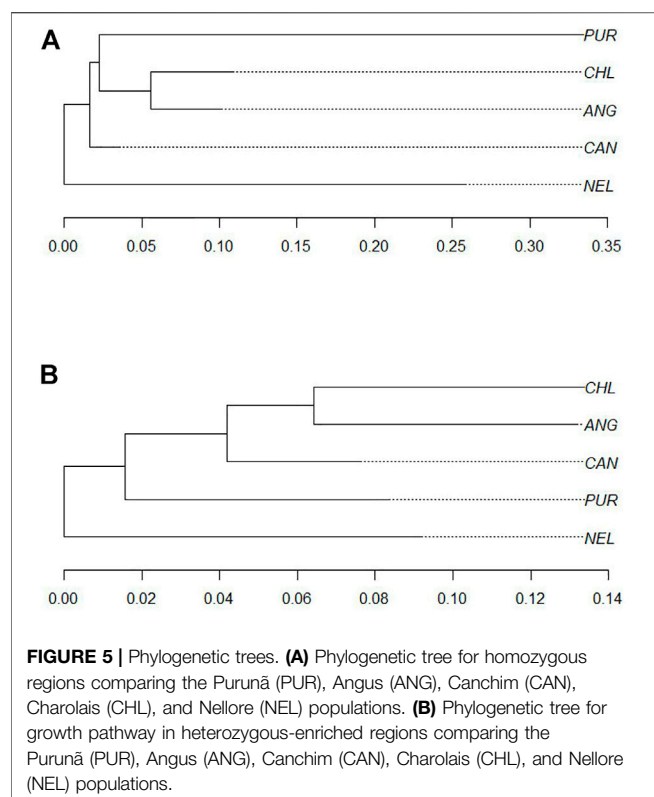 A
PUR
CHL
ANG
CAN
NEL
0.00 0.05 0.10 0.15 0.20 0.25 0.30 0.35
B
CHL
ANG
CAN
PUR
NEL
0.00 0.02 0.04 0.06 0.08 0.10 0.12 0.14
FIGURE 5 | Phylogenetic trees. (A) Phylogenetic tree for homozygous
regions comparing the Purunã (PUR), Angus (ANG), Canchim (CAN),
Charolais (CHL), and Nellore (NEL) populations. (B) Phylogenetic tree for
growth pathway in heterozygous-enriched regions comparing the
Purunã (PUR), Angus (ANG), Canchim (CAN), Charolais (CHL), and Nellore
(NEL) populations.